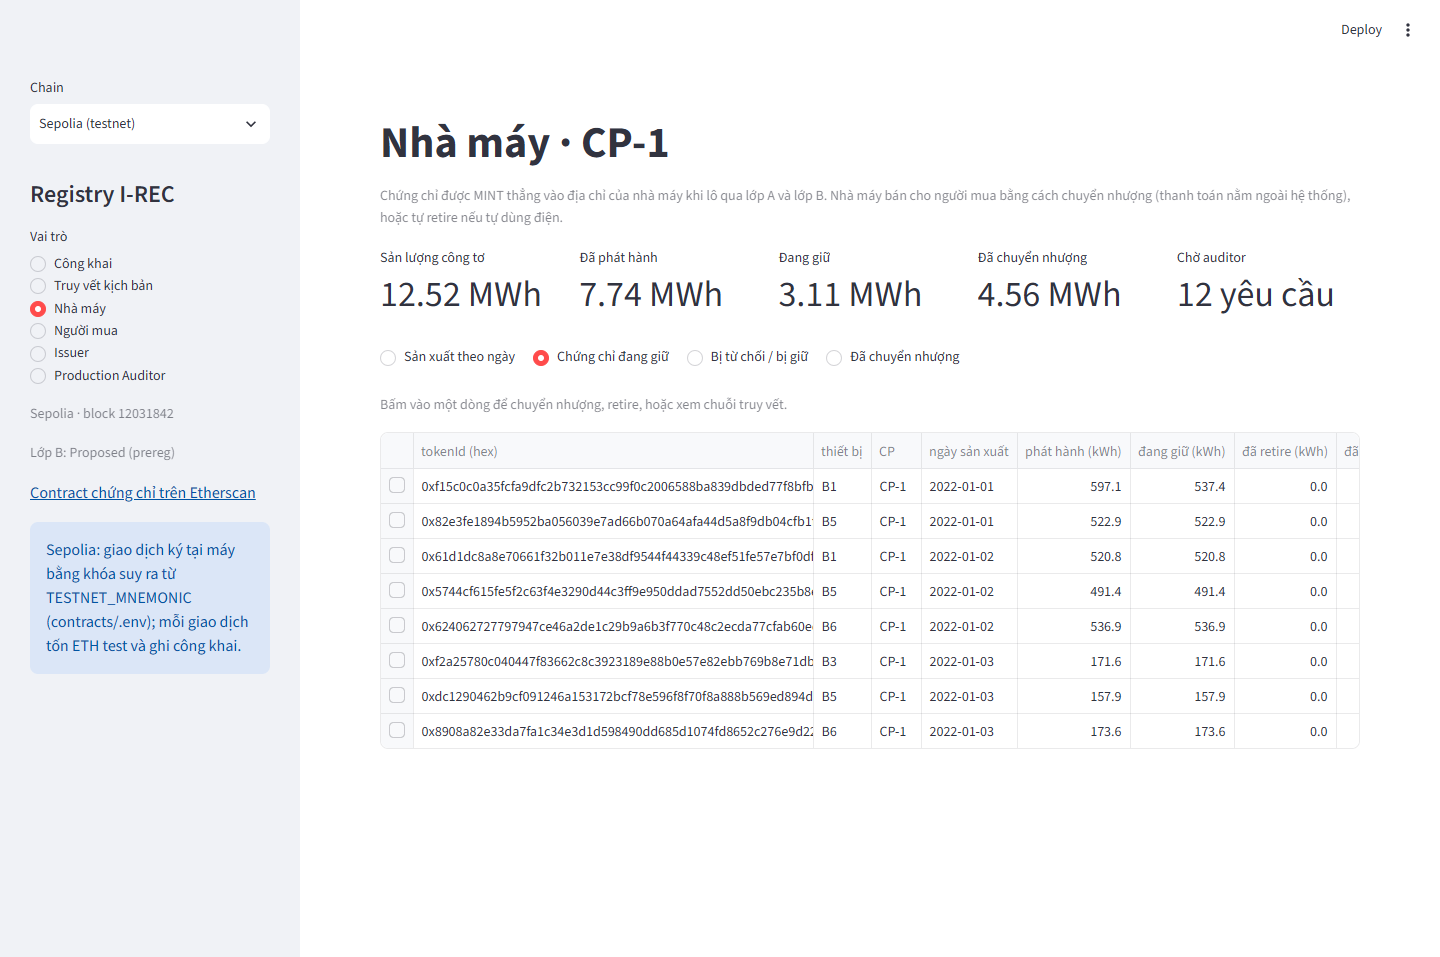 Deploy
Chain
Sepolia (testnet)
Registry I-REC
Vai trò
Công khai
Truy vết kịch bản
Nhà máy
Người mua
Issuer
Production Auditor
Sepolia · block 12031842
Lớp B: Proposed (prereg)
Contract chứng chỉ trên Etherscan
Sepolia: giao dịch ký tại máy
bằng khóa suy ra từ
TESTNET_MNEMONIC
(contracts/.env); mỗi giao dịch
tốn ETH test và ghi công khai.
Nhà máy · CP-1
Chứng chỉ được MINT thẳng vào địa chỉ của nhà máy khi lô qua lớp A và lớp B. Nhà máy bán cho người mua bằng cách chuyển nhượng (thanh toán nằm ngoài hệ thống),
hoặc tự retire nếu tự dùng điện.
Sản lượng công tơ Đã phát hành Đang giữ Đã chuyển nhượng Chờ auditor
12.52 MWh 7.74 MWh 3.11 MWh 4.56 MWh 12 yêu cầu
Sản xuất theo ngày Chứng chỉ đang giữ Bị từ chối / bị giữ Đã chuyển nhượng
Bấm vào một dòng để chuyển nhượng, retire, hoặc xem chuỗi truy vết.
tokenId (hex) thiết bị CP ngày sản xuất phát hành (kWh) đang giữ (kWh) đã retire (kWh) đã
0xf15c0c0a35fcfa9dfc2b732153cc99f0c2006588ba839dbded77f8bfb B1 CP-1 2022-01-01 597.1 537.4 0.0
0x82e3fe1894b5952ba056039e7ad66b070a64afa44d5a8f9db04cfb1 B5 CP-1 2022-01-01 522.9 522.9 0.0
0x61d1dc8a8e70661f32b011e7e38df9544f44339c48ef51fe57e7bf0df B1 CP-1 2022-01-02 520.8 520.8 0.0
0x5744cf615fe5f2c63f4e3290d44c3ff9e950ddad7552dd50ebc235b8 B5 CP-1 2022-01-02 491.4 491.4 0.0
0x624062727797947ce46a2de1c29b9a6b3f770c48c2ecda77cfab60e B6 CP-1 2022-01-02 536.9 536.9 0.0
0xf2a25780c040447f83662c8c3923189e88b0e57e82ebb769b8e71db B3 CP-1 2022-01-03 171.6 171.6 0.0
0xdc1290462b9cf091246a153172bcf78e596f8f70f8a888b569ed894d B5 CP-1 2022-01-03 157.9 157.9 0.0
0x8908a82e33da7fa1c34e3d1d598490dd685d1074fd8652c276e9d22 B6 CP-1 2022-01-03 173.6 173.6 0.0